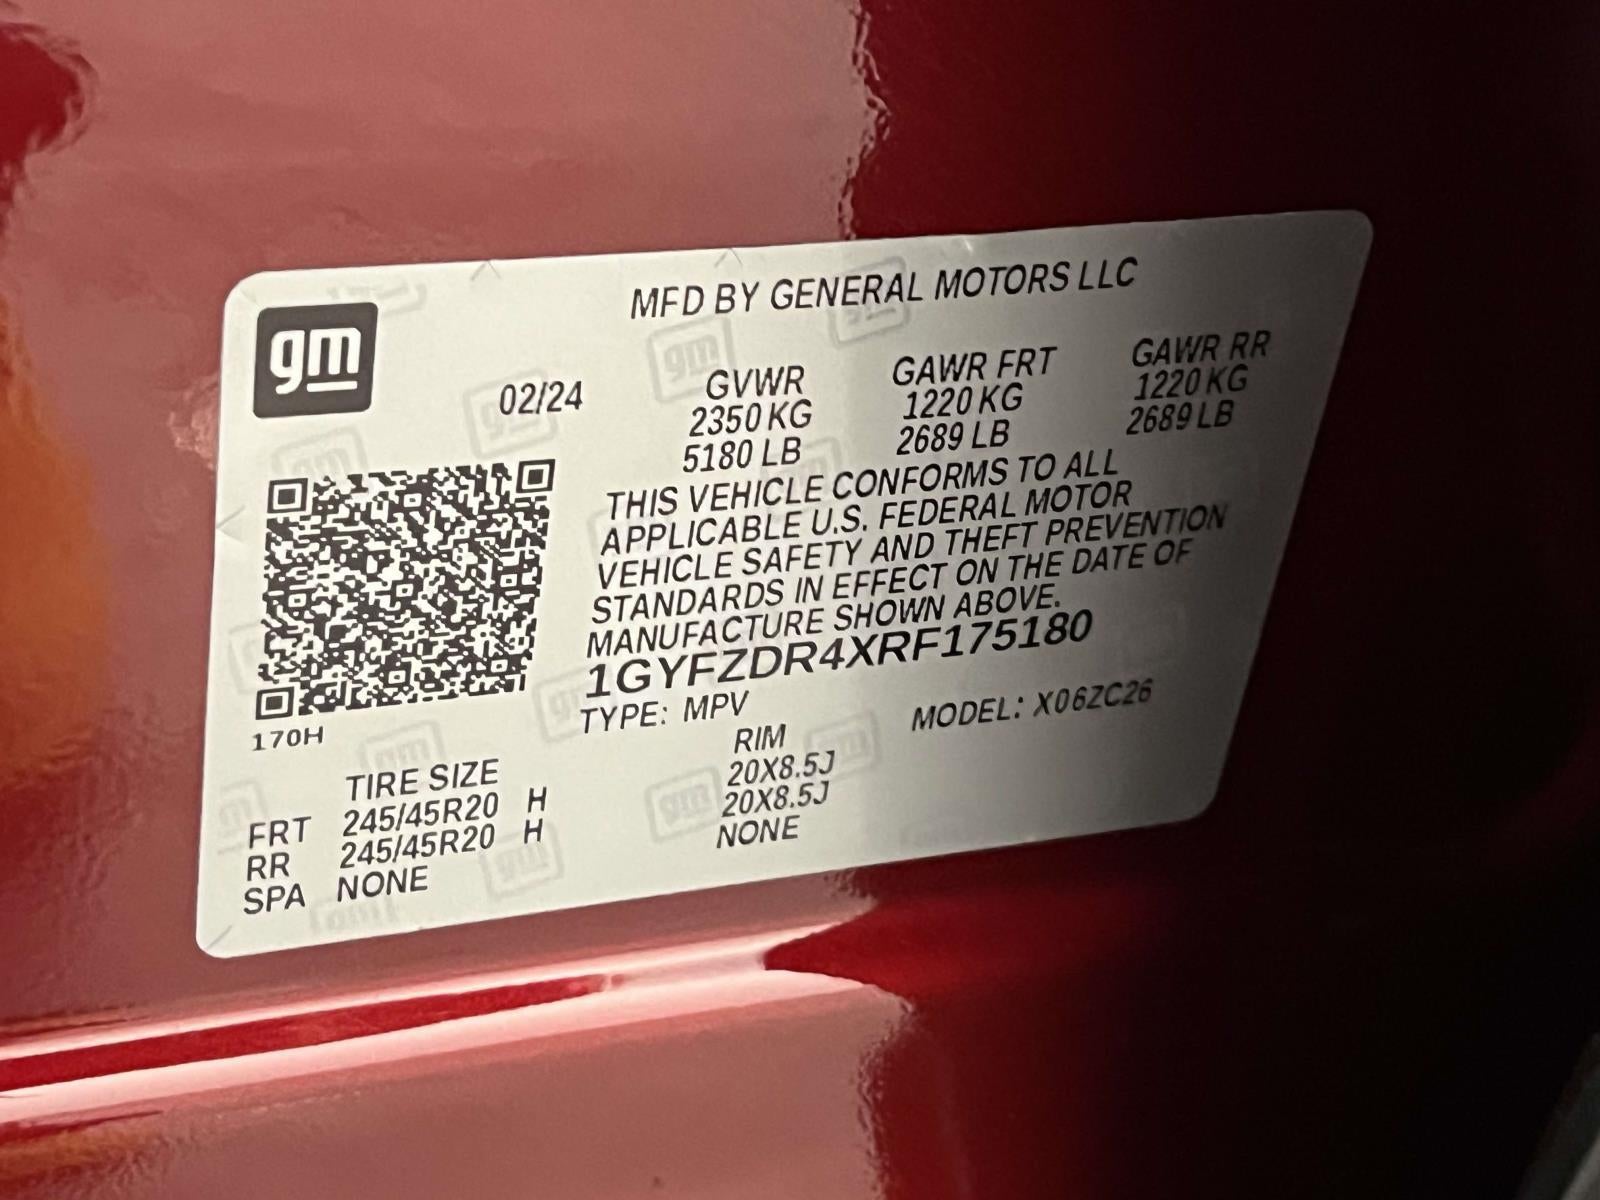 MFD BY GENERAL MOTORS LLC
gm
02/24
GVWR GAWR FRT GAWR RR
2350 KG 1220 KG 1220 KG
5180 LB 2689 LB 2689 LB
THIS VEHICLE CONFORMS TO ALL
APPLICABLE U.S. FEDERAL MOTOR
VEHICLE SAFETY AND THEFT PREVENTION
STANDARDS IN EFFECT ON THE DATE OF
MANUFACTURE SHOWN ABOVE.
1GYFZDR4XRF175180
TYPE: MPV MODEL: X06ZC26
170H
TIRE SIZE RIM
FRT 245/45R20 H 20X8.5J
RR 245/45R20 H 20X8.5J
SPA NONE NONE